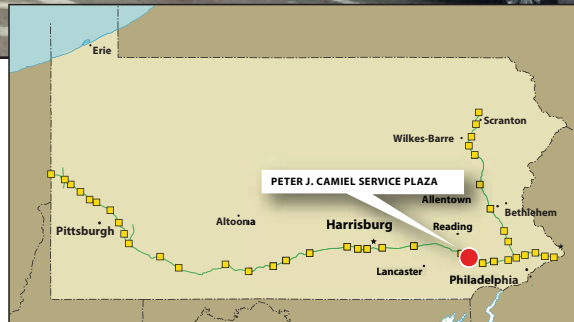 Erie
Scranton
Wilkes-Barre
PETER J. CAMIEL SERVICE PLAZA
Allentown
Bethlehem
Altoona
Harrisburg
Reading
Pittsburgh
Lancaster
Philadelphia